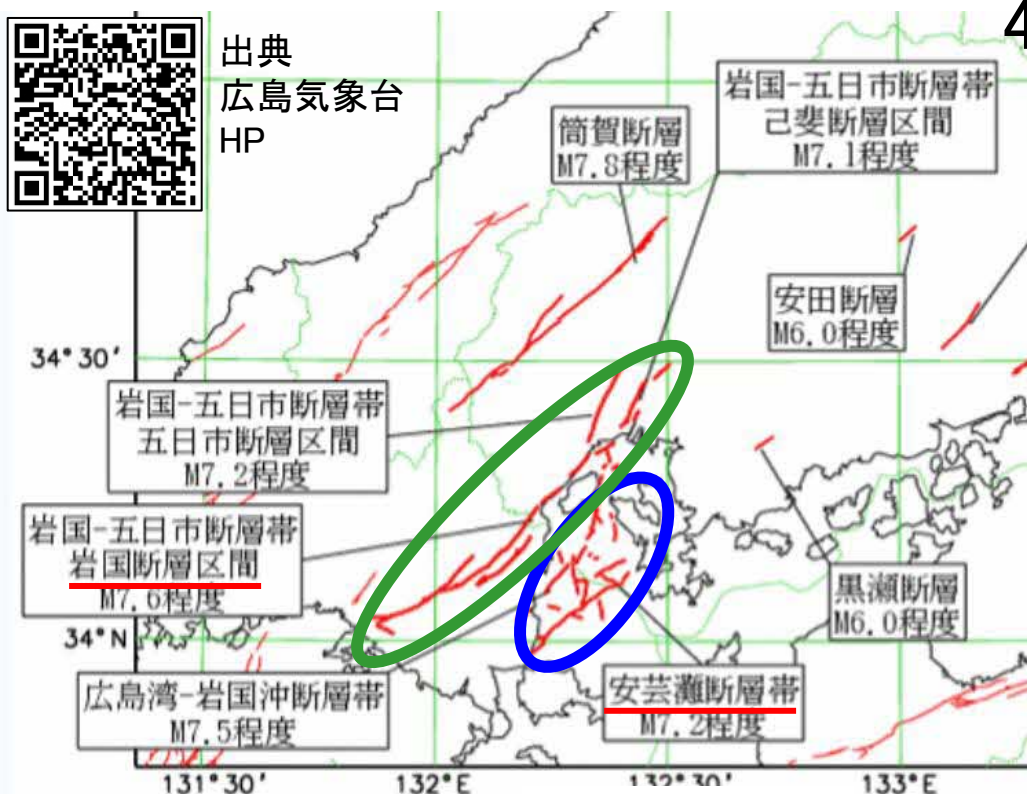 4
出典
広島気象台
HP
岩国-五日市断層帯
己斐断層区間
M7.1程度
筒賀断層
M7.8程度
安田断層
M6.0程度
34°30′
岩国-五日市断層帯
五日市断層区間
M7.2程度
岩国-五日市断層帯
岩国断層区間
M7.6程度
黒瀬断層
M6.0程度
34°N
広島湾-岩国沖断層帯
M7.5程度
安芸灘断層帯
M7.2程度
131°30′
132°E
132°30′
133°E